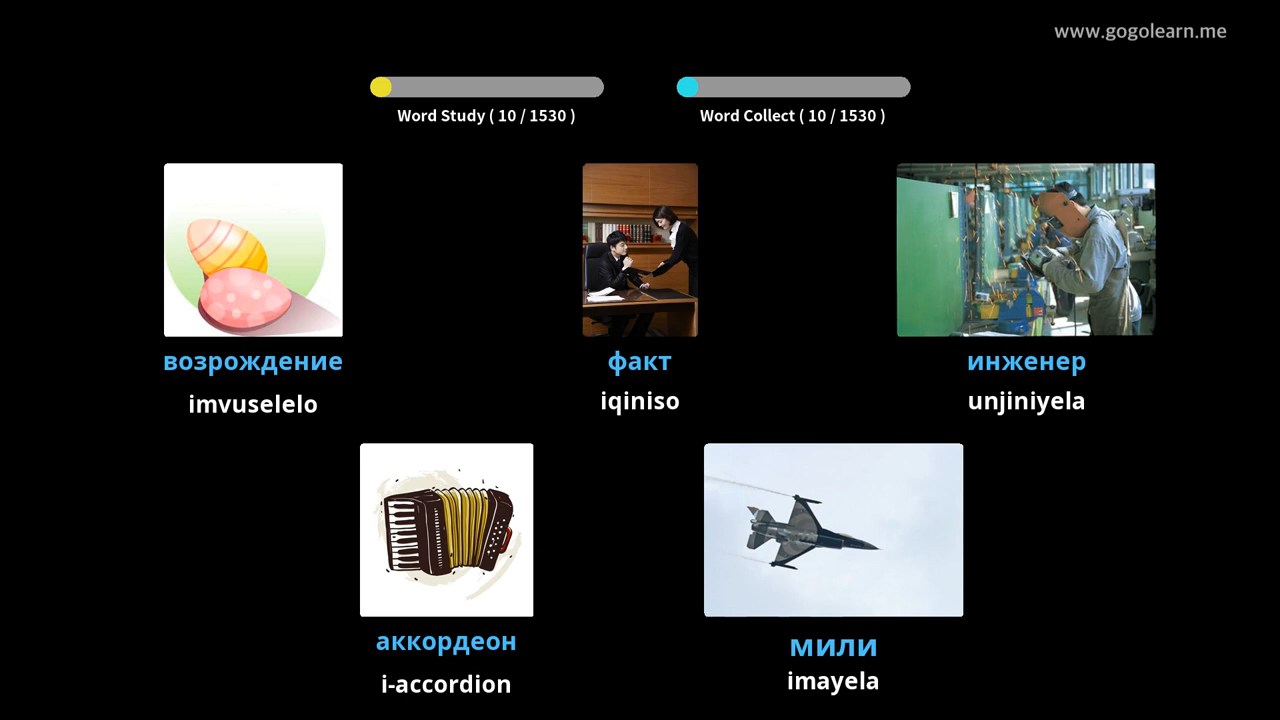 www.gogolearn.me
Word Study ( 10 / 1530 )
Word Collect ( 10 / 1530 )
возрождение
imvuselelo
факт
iqiniso
инженер
unjiniyela
аккордеон
i-accordion
мили
imayela